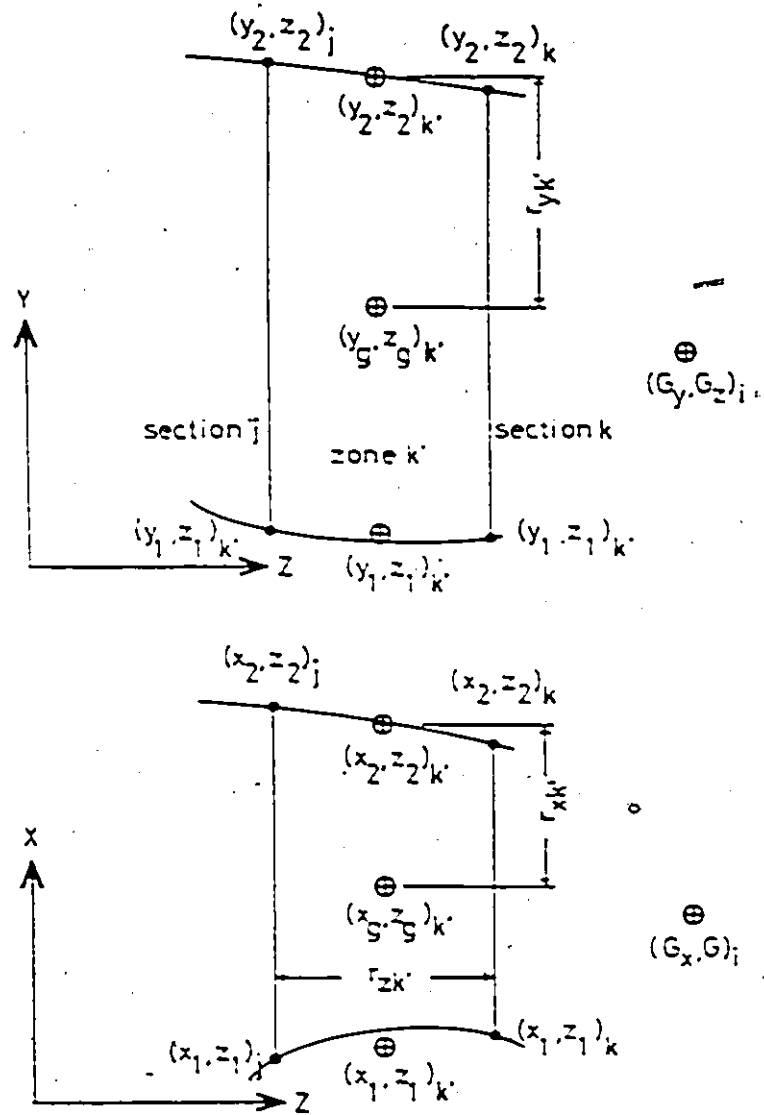 (y2, z2)j (y2, z2)k
(y2, z2)k'
ryk'
Y
(yg, zg)k'
(Gy, Gz)i
section j section k
zone k'
(y1, z1)k' (y1, z1)k'
(y1, z1)k'
Z
(x2, z2)j (x2, z2)k
(x2, z2)k'
rxk'
X
(xg, zg)k'
(Gx, G)i
rzk'
(x1, z1)j (x1, z1)k
(x1, z1)k'
Z